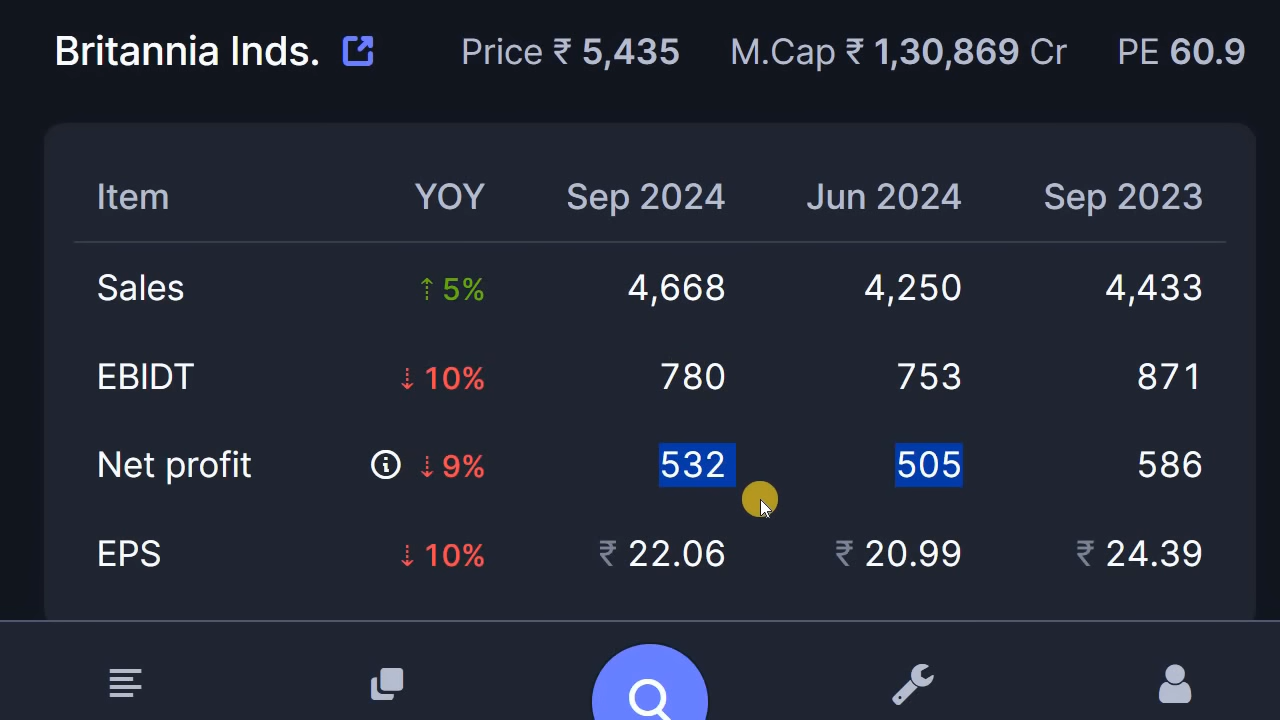 Britannia Inds. Price ₹ 5,435 M.Cap ₹ 1,30,869 Cr PE 60.9
Item YOY Sep 2024 Jun 2024 Sep 2023
Sales ⇡ 5% 4,668 4,250 4,433
EBIDT ⇣ 10% 780 753 871
Net profit ⇣ 9% 532 505 586
EPS ⇣ 10% ₹ 22.06 ₹ 20.99 ₹ 24.39